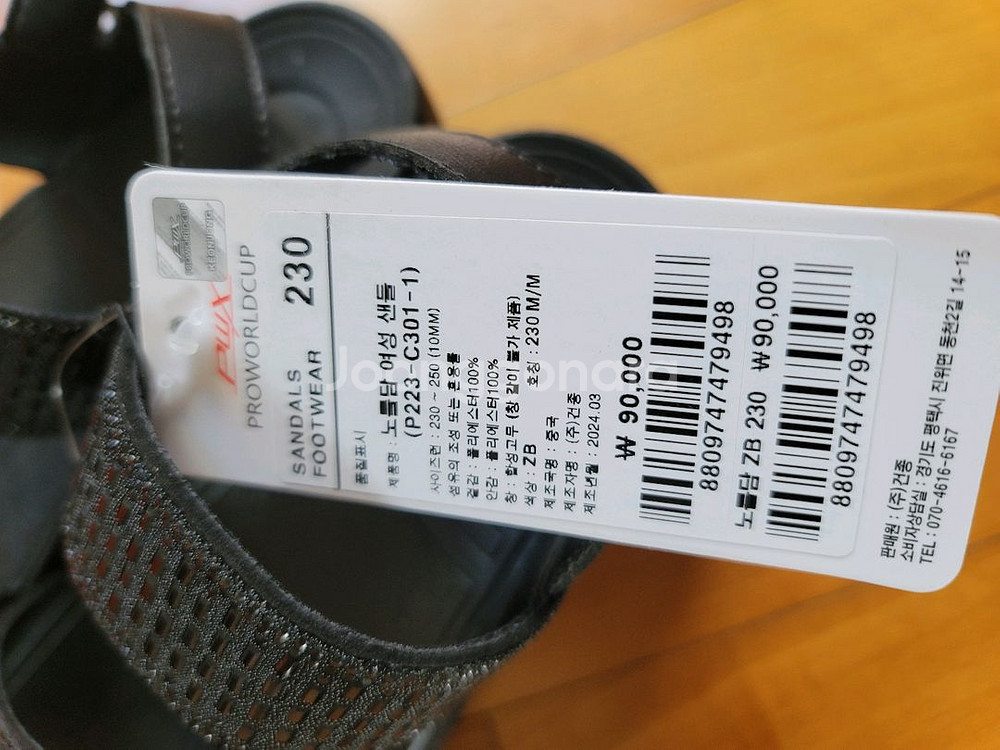 PWX
PROWORLDCUP
SANDALS
FOOTWEAR
230
품질표시
제품명 : 노를담 여성 샌들
(P223-C301-1)
사이즈런 : 230 ~ 250 (10MM)
섬유의 조성 또는 혼용률
겉감 : 폴리에스터100%
안감 : 폴리에스터100%
창 : 합성고무 (창 갈이 불가 제품)
색상 : ZB 호칭 : 230 M/M
제조국명 : 중국
제조자명 : (주)건종
제조년월 : 2024.03
₩ 90,000
8809747479498
노를담 ZB 230 ₩90,000
8809747479498
판매원 : (주)건종
소비자상담실 : 경기도 평택시 진위면 동천2길 14-15
TEL : 070-4616-6167